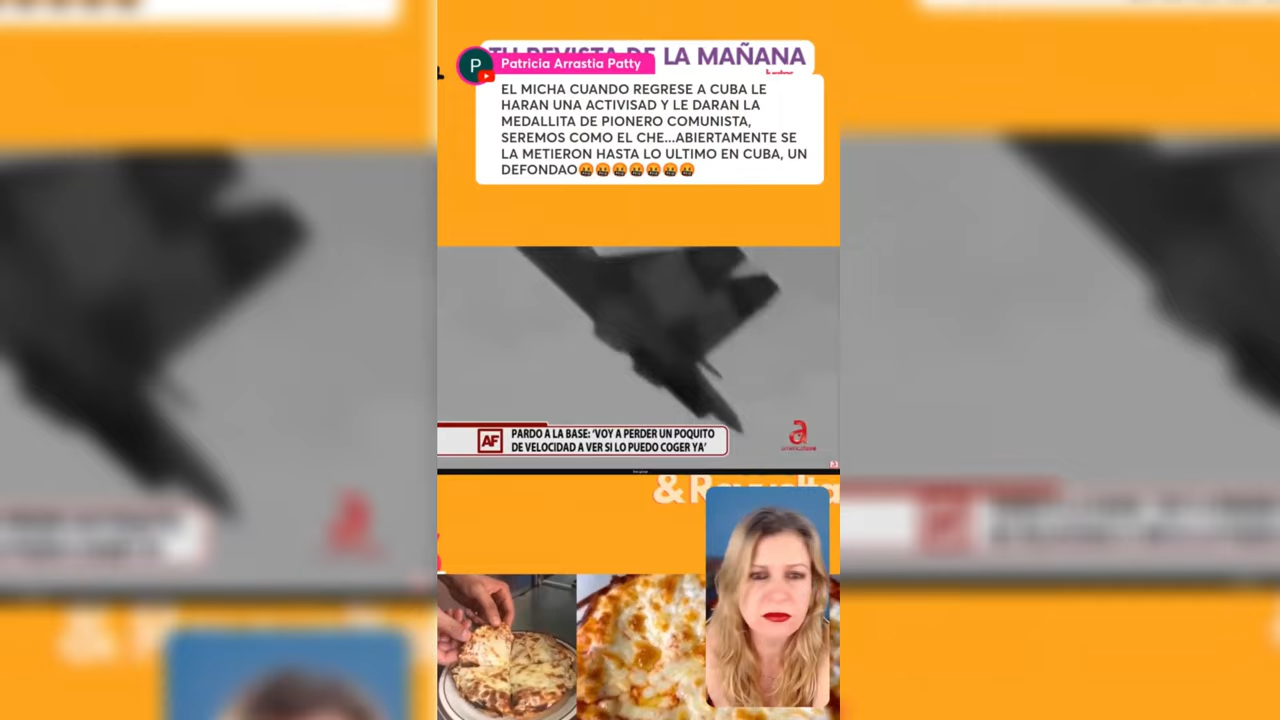 TU REVISTA DE LA MAÑANA
Patricia Arrastia Patty
EL MICHA CUANDO REGRESE A CUBA LE
HARAN UNA ACTIVISAD Y LE DARAN LA
MEDALLITA DE PIONERO COMUNISTA,
SEREMOS COMO EL CHE...ABIERTAMENTE SE
LA METIERON HASTA LO ULTIMO EN CUBA, UN
DEFONDAO🤬🤬🤬🤬🤬🤬🤬
AF
PARDO A LA BASE: 'VOY A PERDER UN POQUITO
DE VELOCIDAD A VER SI LO PUEDO COGER YA'